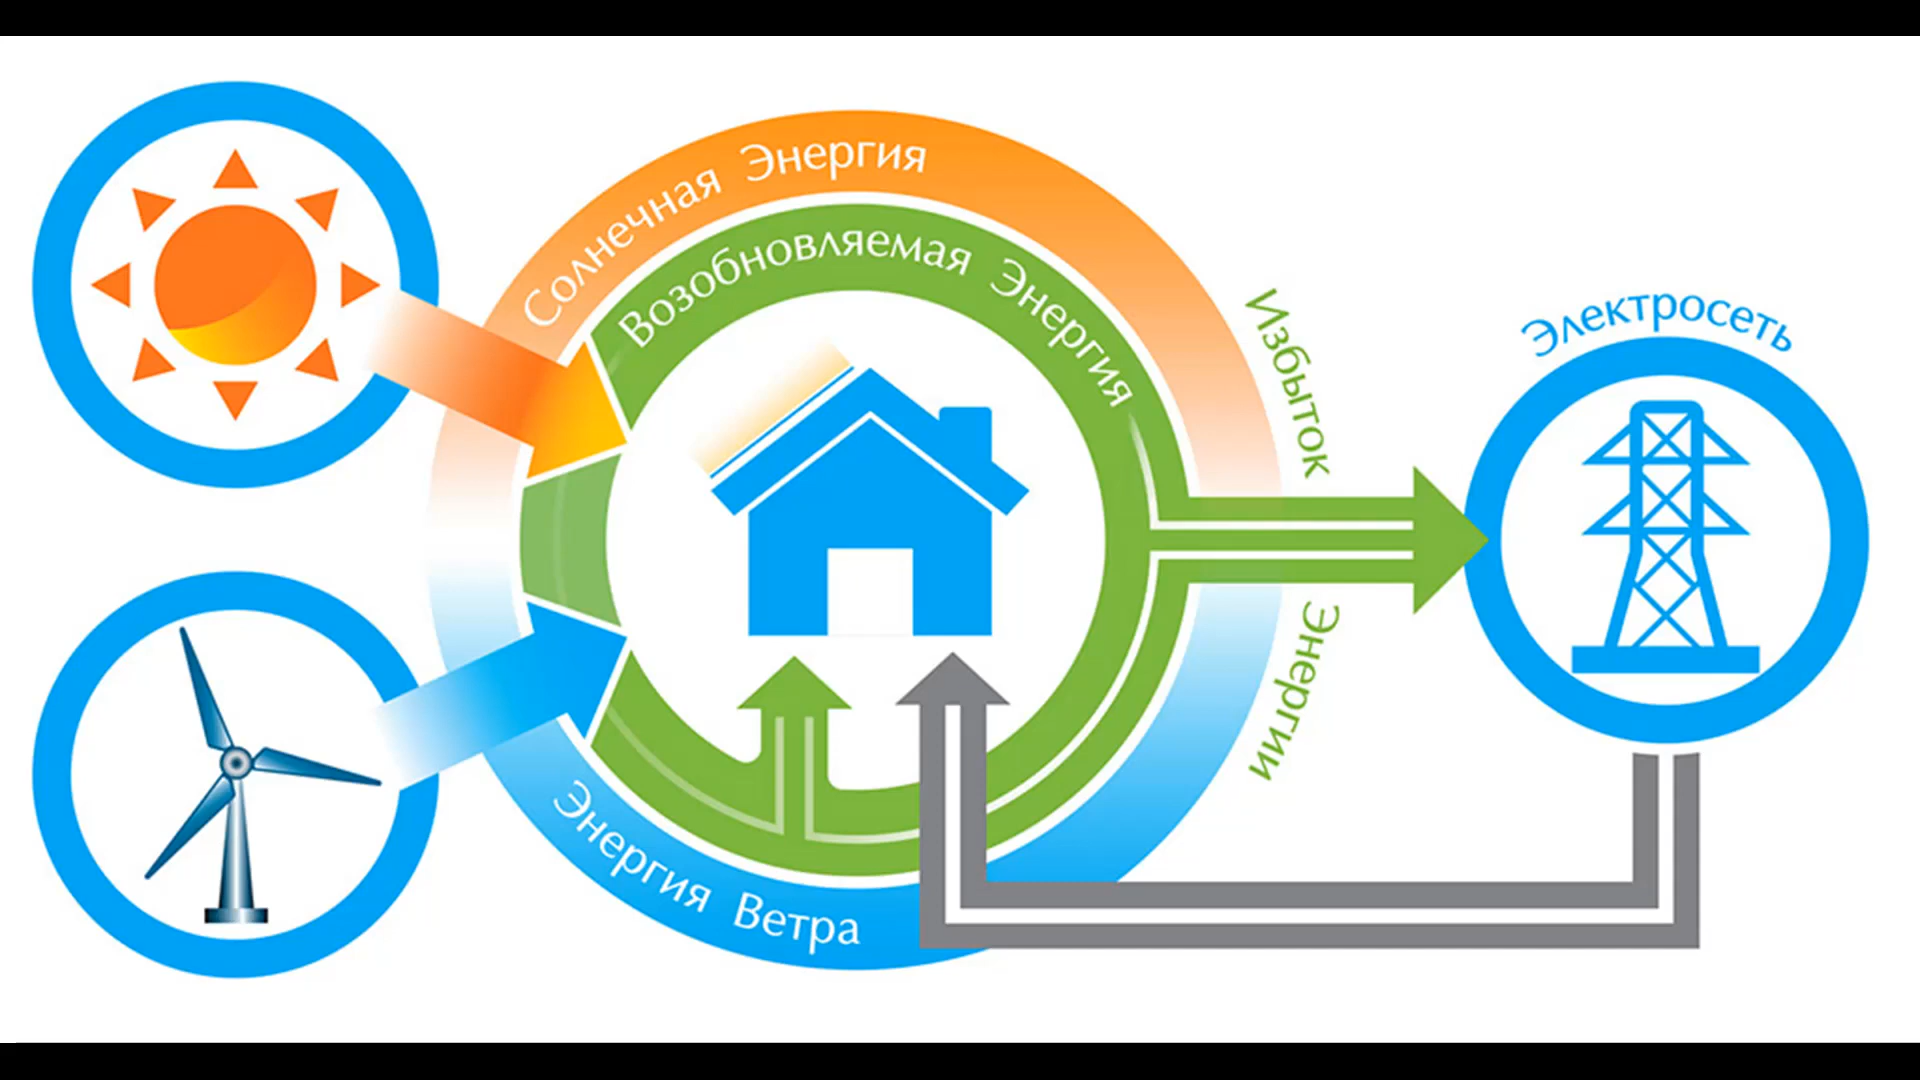 Солнечная Энергия
Возобновляемая Энергия
Избыток Энергии
Электросеть
Энергия Ветра